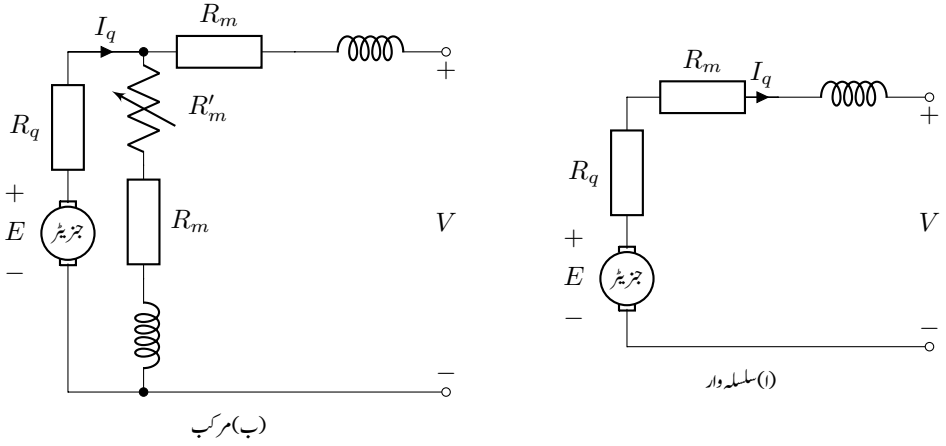 R_m
I_q
R'_m
R_q
+
R_m
+
E
جنریٹر
−
V
−
(ب) مرکب
R_m
I_q
+
R_q
+
E
جنریٹر
−
V
−
(ا) سلسلہ وار